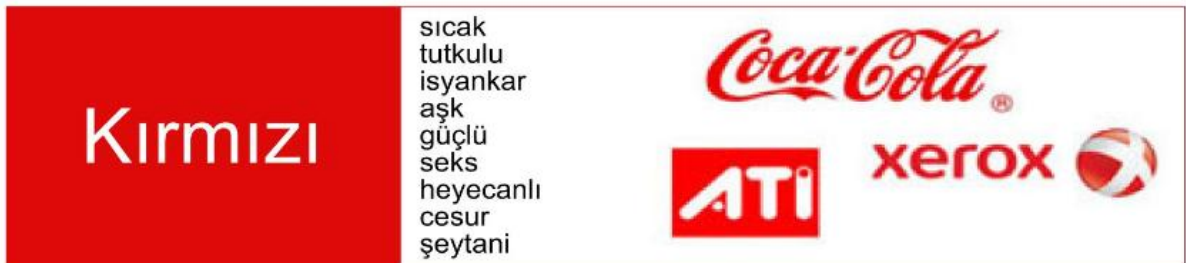 Kırmızı
sıcak
tutkulu
isyankar
aşk
güçlü
seks
heyecanlı
cesur
şeytani
Coca-Cola ®
ATi
xerox